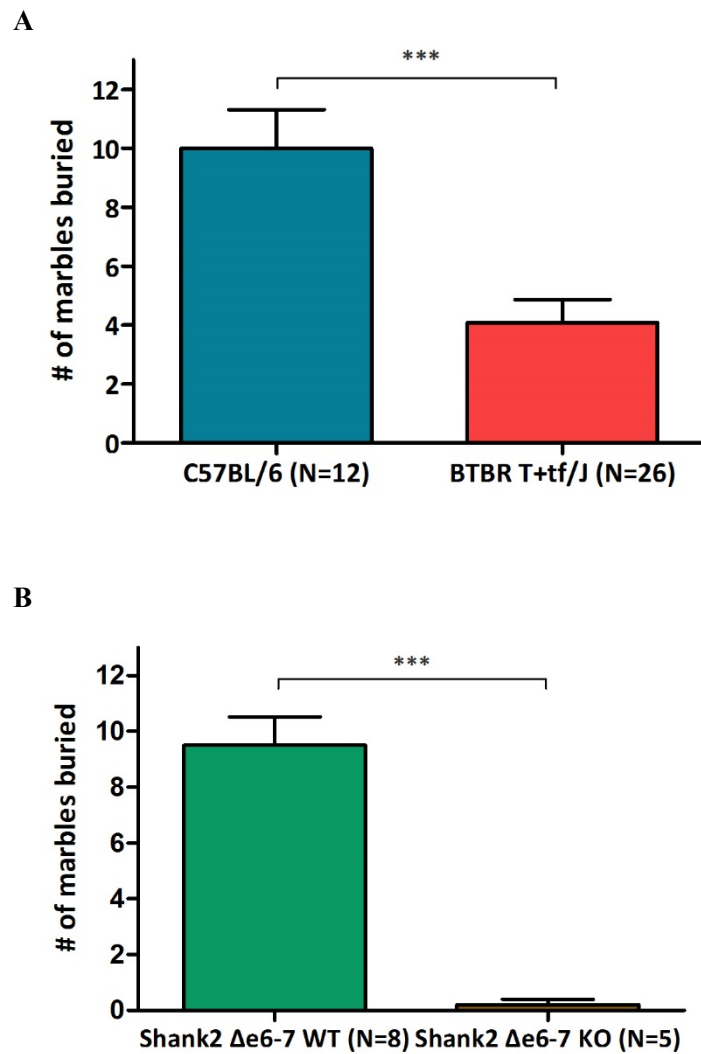 A
***
# of marbles buried
12
10
8
6
4
2
0
C57BL/6 (N=12) BTBR T+tf/J (N=26)
B
***
# of marbles buried
12
10
8
6
4
2
0
Shank2 Δe6-7 WT (N=8) Shank2 Δe6-7 KO (N=5)